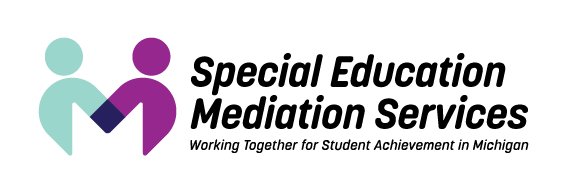 Special Education
Mediation Services
Working Together for Student Achievement in Michigan